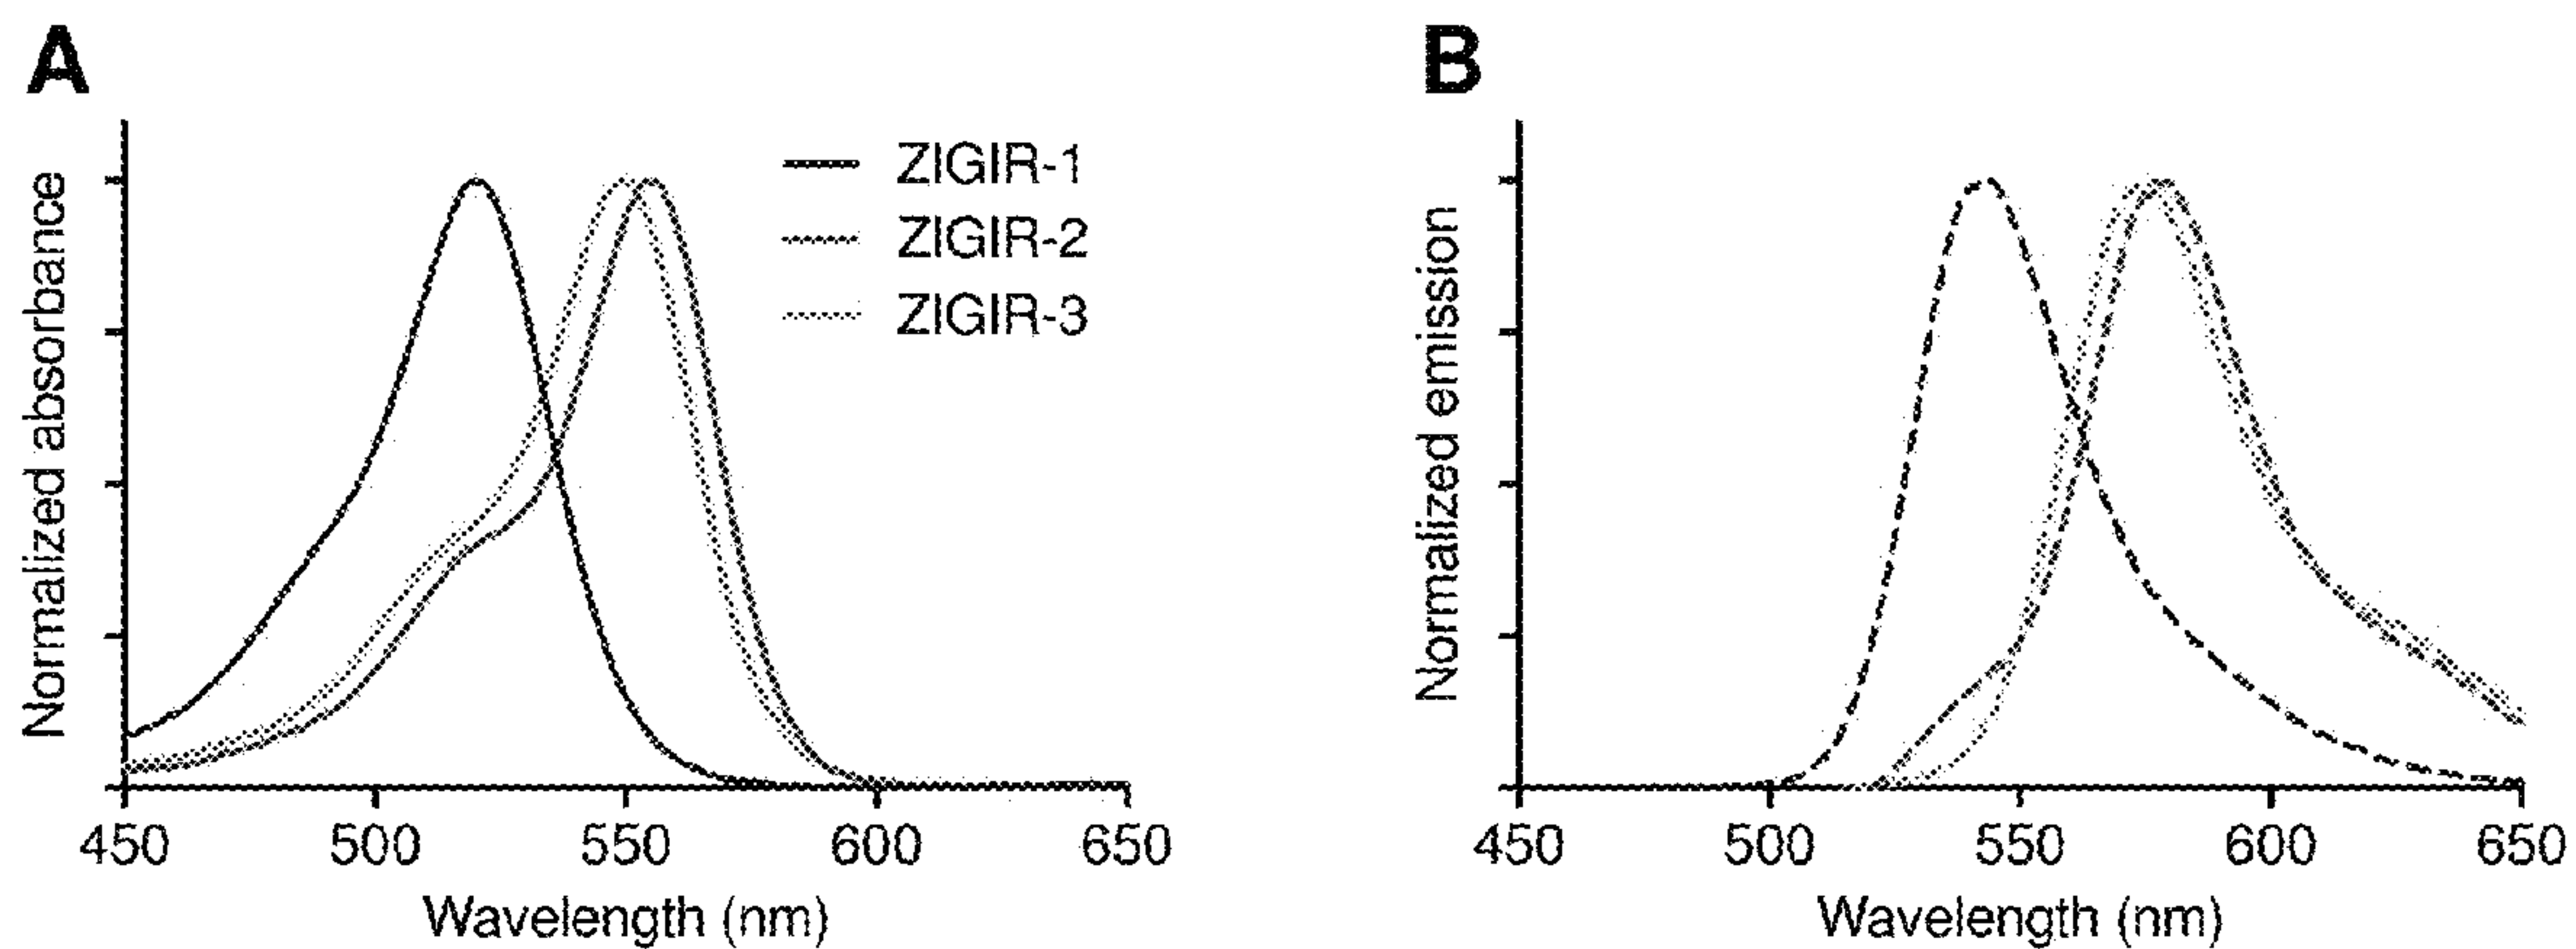 A
Normalized absorbance
ZIGIR-1
ZIGIR-2
ZIGIR-3
450 500 550 600 650
Wavelength (nm)
B
Normalized emission
450 500 550 600 650
Wavelength (nm)